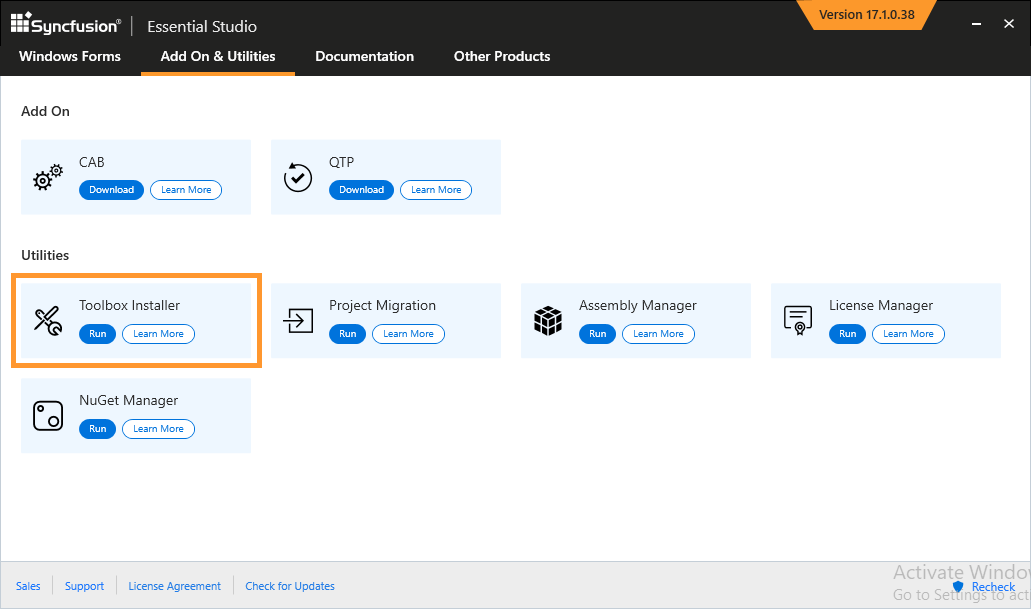 Syncfusion® | Essential Studio
Version 17.1.0.38
Windows Forms Add On & Utilities Documentation Other Products
Add On
CAB
Download Learn More
QTP
Download Learn More
Utilities
Toolbox Installer
Run Learn More
Project Migration
Run Learn More
Assembly Manager
Run Learn More
License Manager
Run Learn More
NuGet Manager
Run Learn More
Sales Support License Agreement Check for Updates
Activate Windo
Recheck
Go to Settings to acti